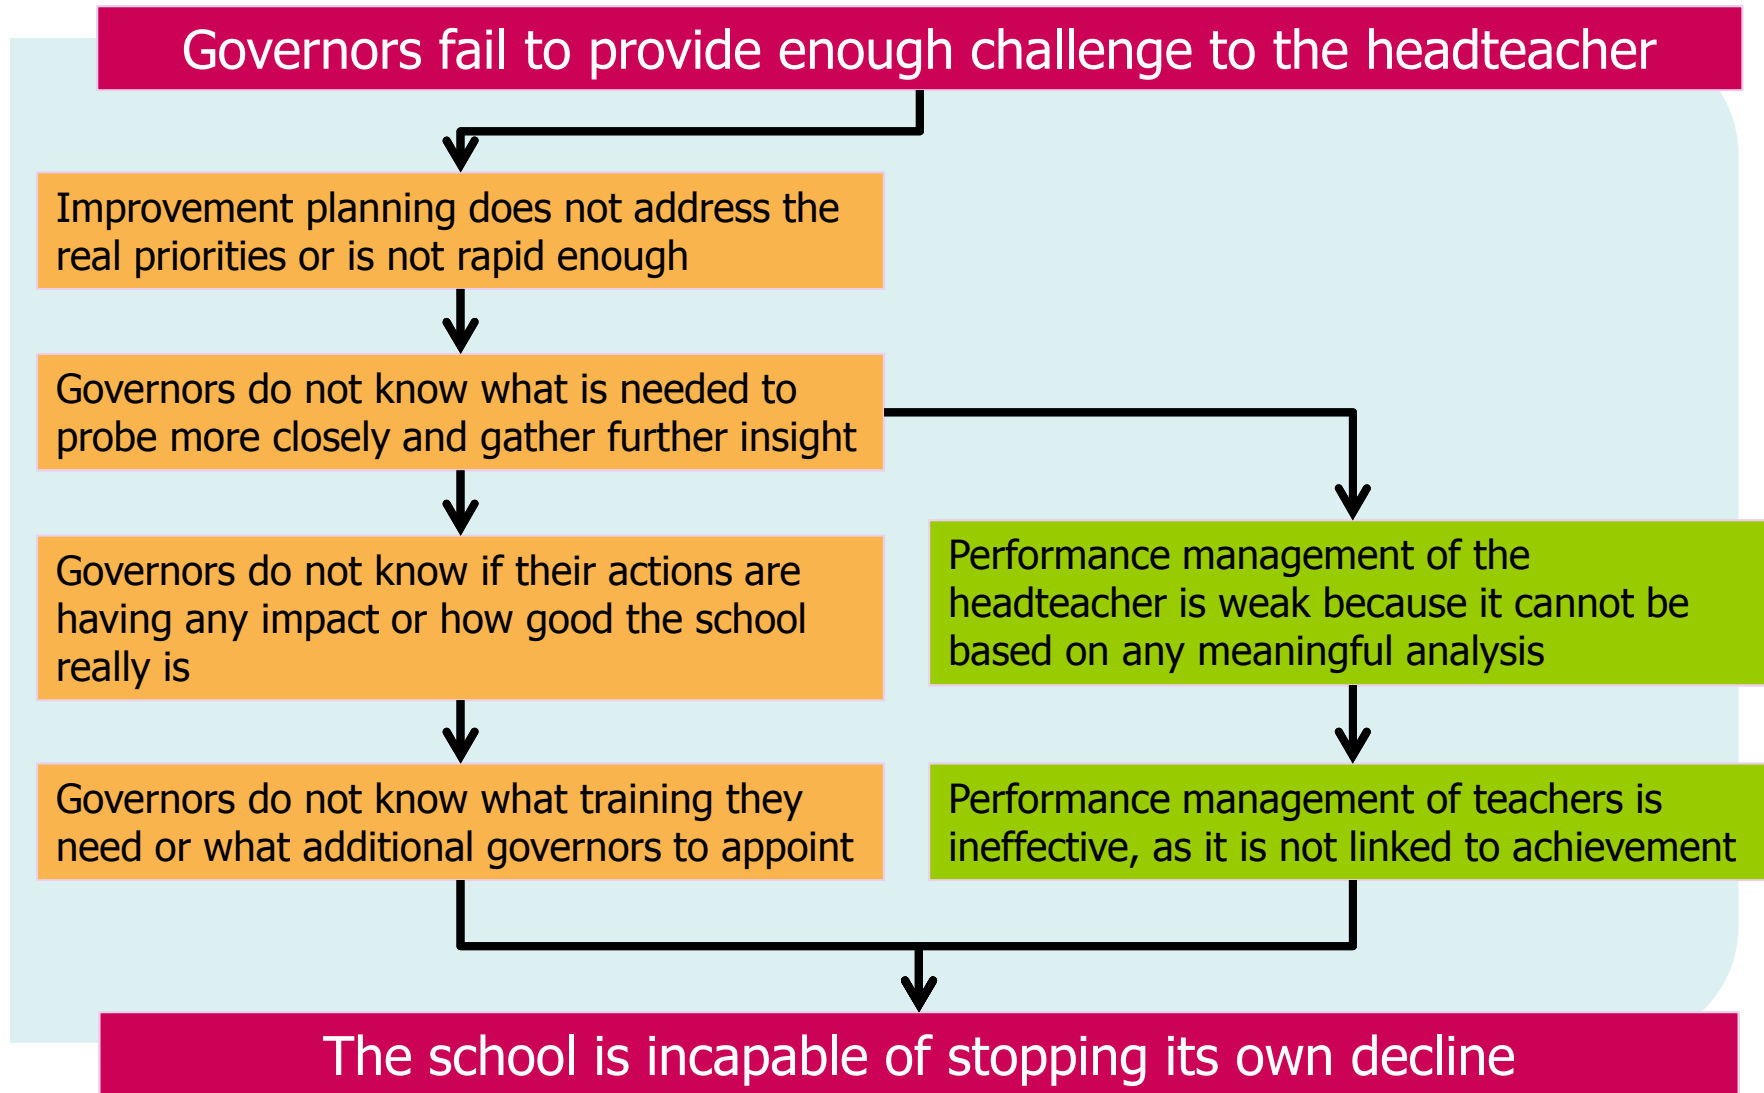 Governors fail to provide enough challenge to the headteacher
Improvement planning does not address the
real priorities or is not rapid enough
Governors do not know what is needed to
probe more closely and gather further insight
Governors do not know if their actions are
having any impact or how good the school
really is
Governors do not know what training they
need or what additional governors to appoint
Performance management of the
headteacher is weak because it cannot be
based on any meaningful analysis
Performance management of teachers is
ineffective, as it is not linked to achievement
The school is incapable of stopping its own decline